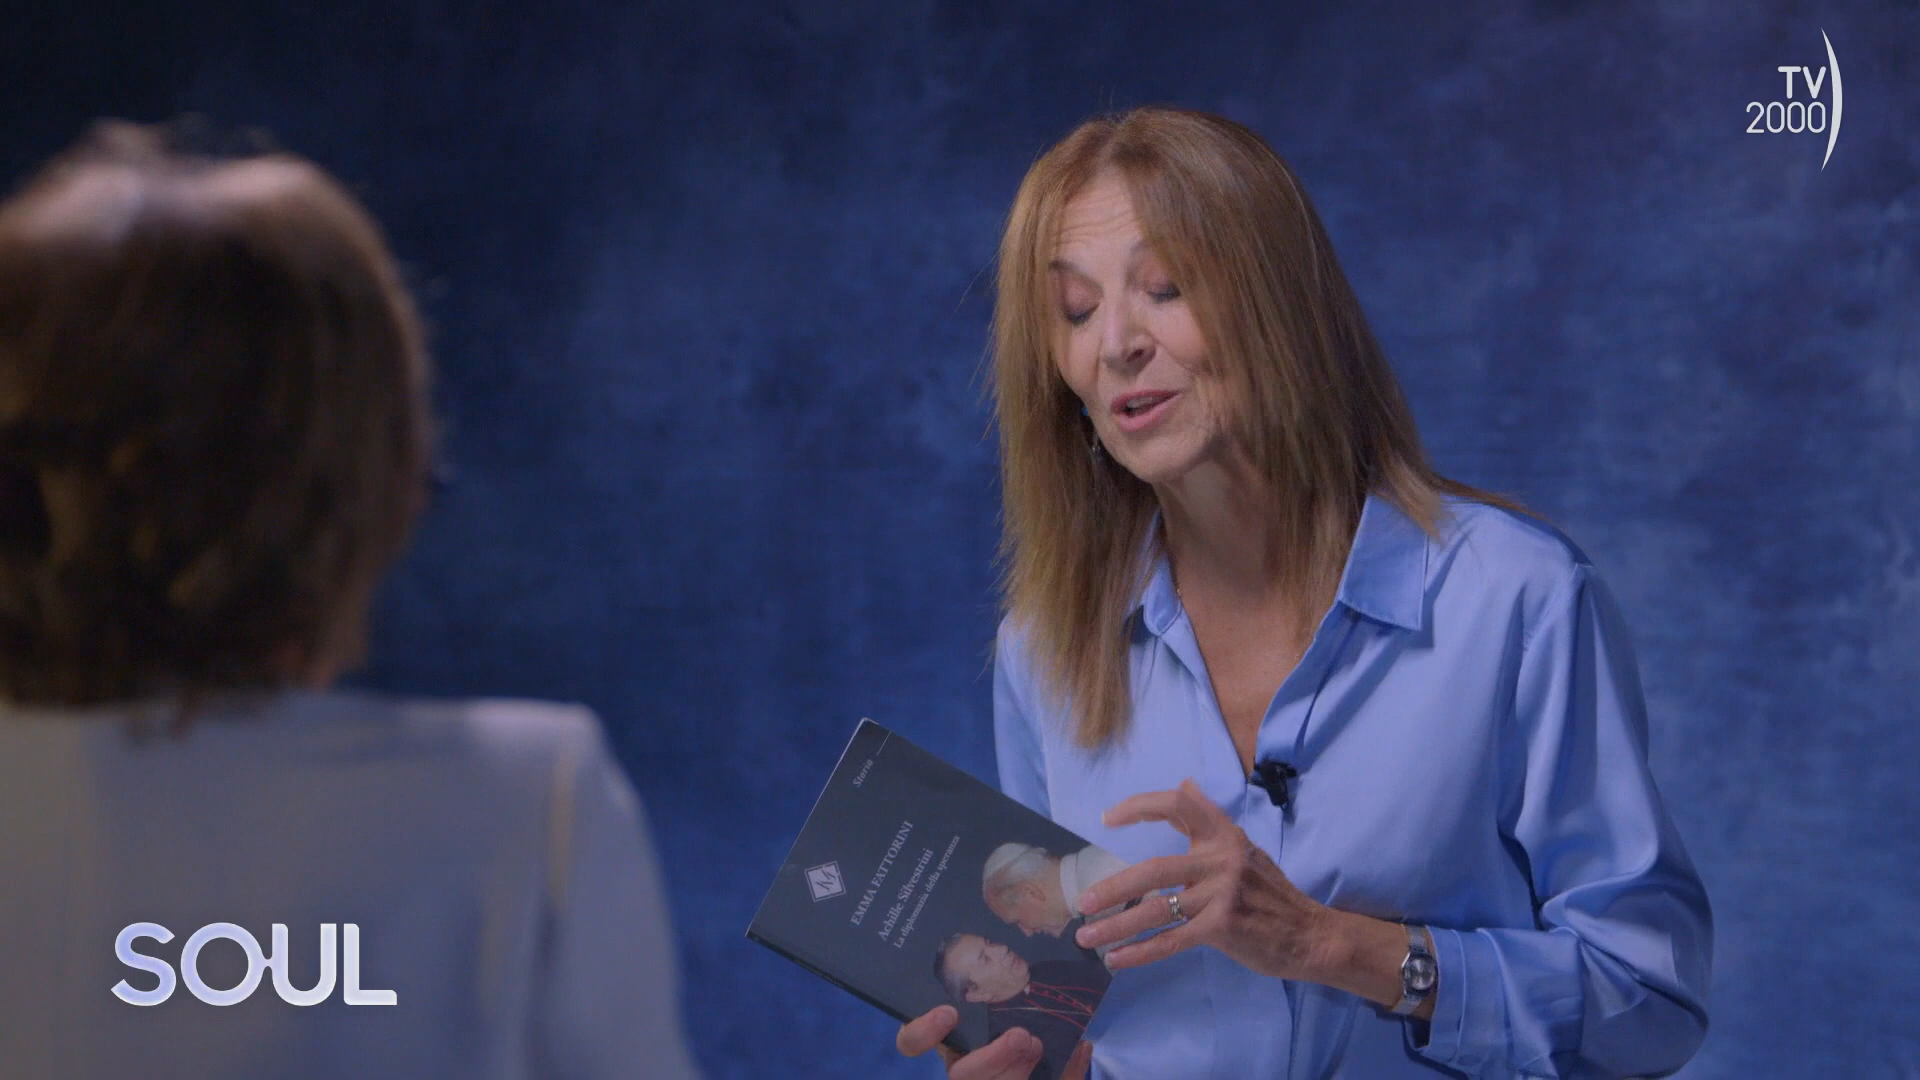 TV
2000
Storia
EMMA FATTORINI
Achille Silvestrini
La diplomazia della speranza
SOUL